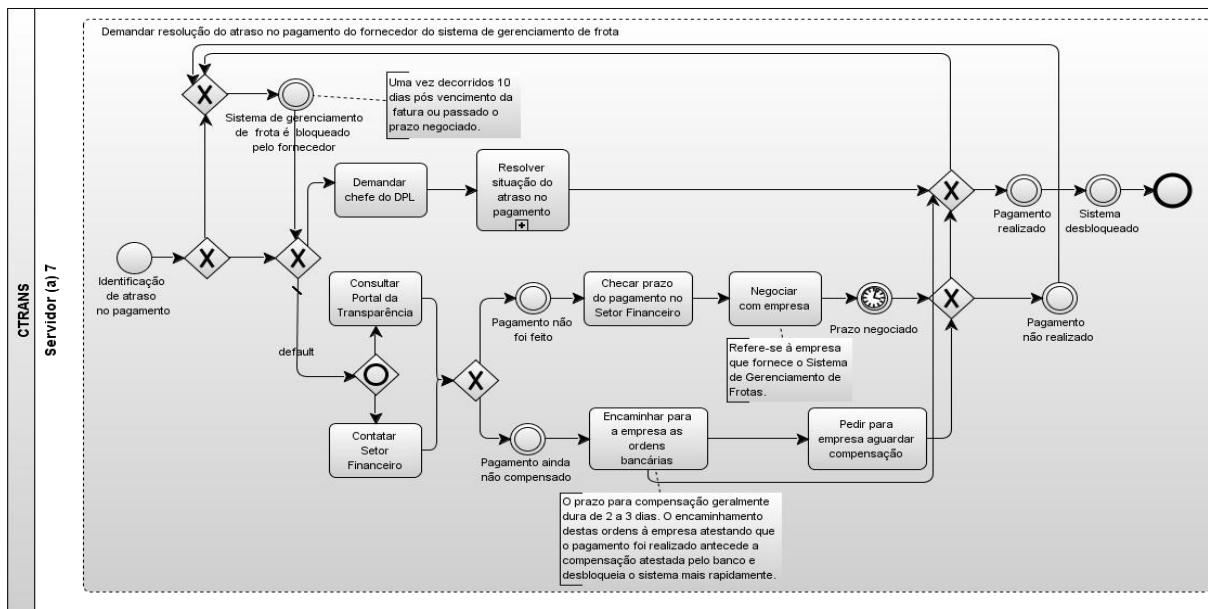 CTRANS
Servidor (a) 7
Demandar resolução do atraso no pagamento do fornecedor do sistema de gerenciamento de frota
Uma vez decorridos 10
dias pós vencimento da
fatura ou passado o
prazo negociado.
Sistema de gerenciamento
de frota é bloqueado
pelo fornecedor
Demandar
chefe do DPL
Resolver
situação do
atraso no
pagamento
Pagamento
realizado
Sistema
desbloqueado
Identificação
de atraso
no pagamento
Consultar
Portal da
Transparência
Pagamento não
foi feito
Checar prazo
do pagamento no
Setor Financeiro
Negociar
com empresa
Prazo negociado
Pagamento
não realizado
default
Refere-se à empresa
que fornece o Sistema
de Gerenciamento de
Frotas.
Contatar
Setor
Financeiro
Pagamento ainda
não compensado
Encaminhar para
a empresa as
ordens
bancárias
Pedir para
empresa aguardar
compensação
O prazo para compensação geralmente
dura de 2 a 3 dias. O encaminhamento
destas ordens à empresa atestando que
o pagamento foi realizado antecede a
compensação atestada pelo banco e
desbloqueia o sistema mais rapidamente.